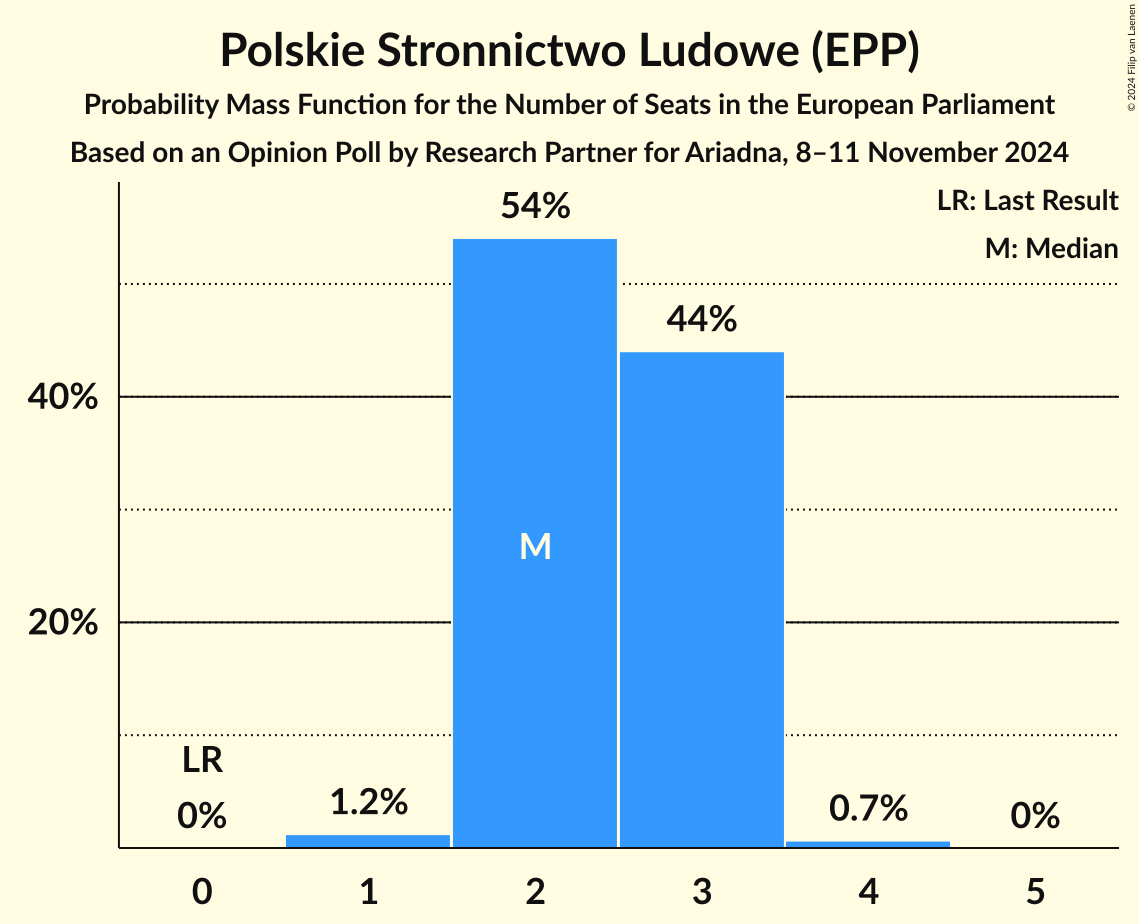 Polskie Stronnictwo Ludowe (EPP)
Probability Mass Function for the Number of Seats in the European Parliament
Based on an Opinion Poll by Research Partner for Ariadna, 8–11 November 2024
© 2024 Filip van Laenen
LR: Last Result
M: Median
54%
44%
40%
M
20%
LR
0%
1.2%
0.7%
0%
0 1 2 3 4 5